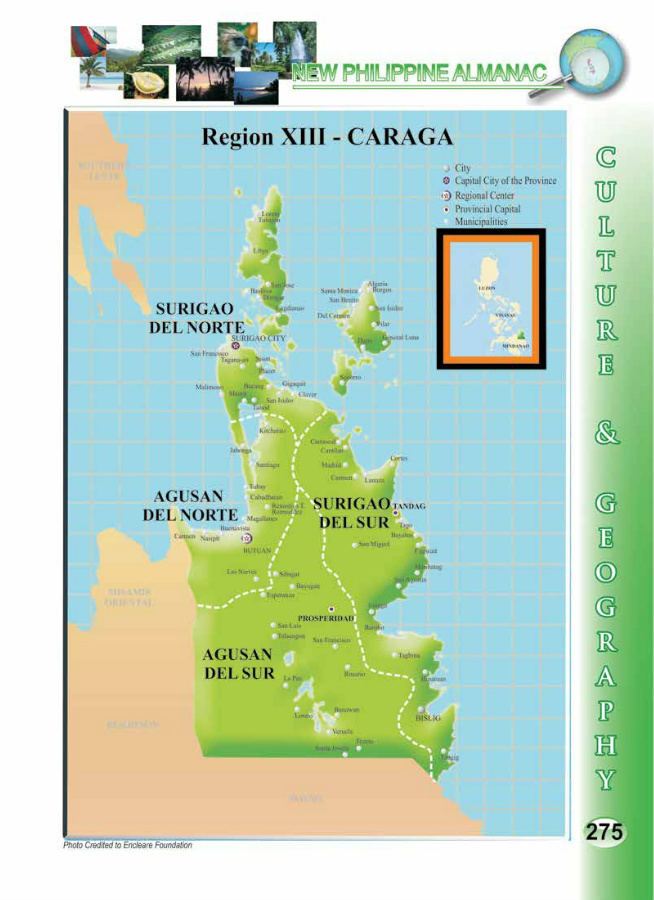 NEW PHILIPPINE ALMANAC
Region XIII - CARAGA
City
Capital City of the Province
Regional Center
Provincial Capital
Municipalities
SOUTHERN
LEYTE
LUZON
VISAYAS
MINDANAO
Loreto
Tubajon
Libjo
San Jose
Basilisa
Dinagat
Cagdianao
Santa Monica
Algeria
Burgos
San Benito
San Isidro
Del Carmen
Pilar
Dapa
General Luna
Socorro
SURIGAO
DEL NORTE
SURIGAO CITY
San Francisco
Taganaan
Sison
Placer
Malimono
Bacuag
Gigaquit
Mainit
San Isidro
Claver
Tubod
Kitcharao
Jabonga
Santiago
Tubay
Cabadbaran
Remedios T.
Romualdez
Magallanes
AGUSAN
DEL NORTE
Buenavista
Carmen
Nasipit
BUTUAN
Carrascal
Cantilan
Madrid
Cortes
Carmen
Lanuza
SURIGAO
DEL SUR
TANDAG
Tago
Bayabas
San Miguel
Cagwait
Marihatag
San Agustin
Las Nieves
Sibagat
Bayugan
Esperanza
MISAMIS
ORIENTAL
PROSPERIDAD
Lianga
Barobo
San Luis
Talacogon
San Francisco
Tagbina
AGUSAN
DEL SUR
La Paz
Rosario
Hinatuan
Loreto
Bunawan
BISLIG
Veruela
Trento
Santa Josefa
Lingig
BUKIDNON
DAVAO
CULTURE & GEOGRAPHY
275
Photo Credited to Encleare Foundation